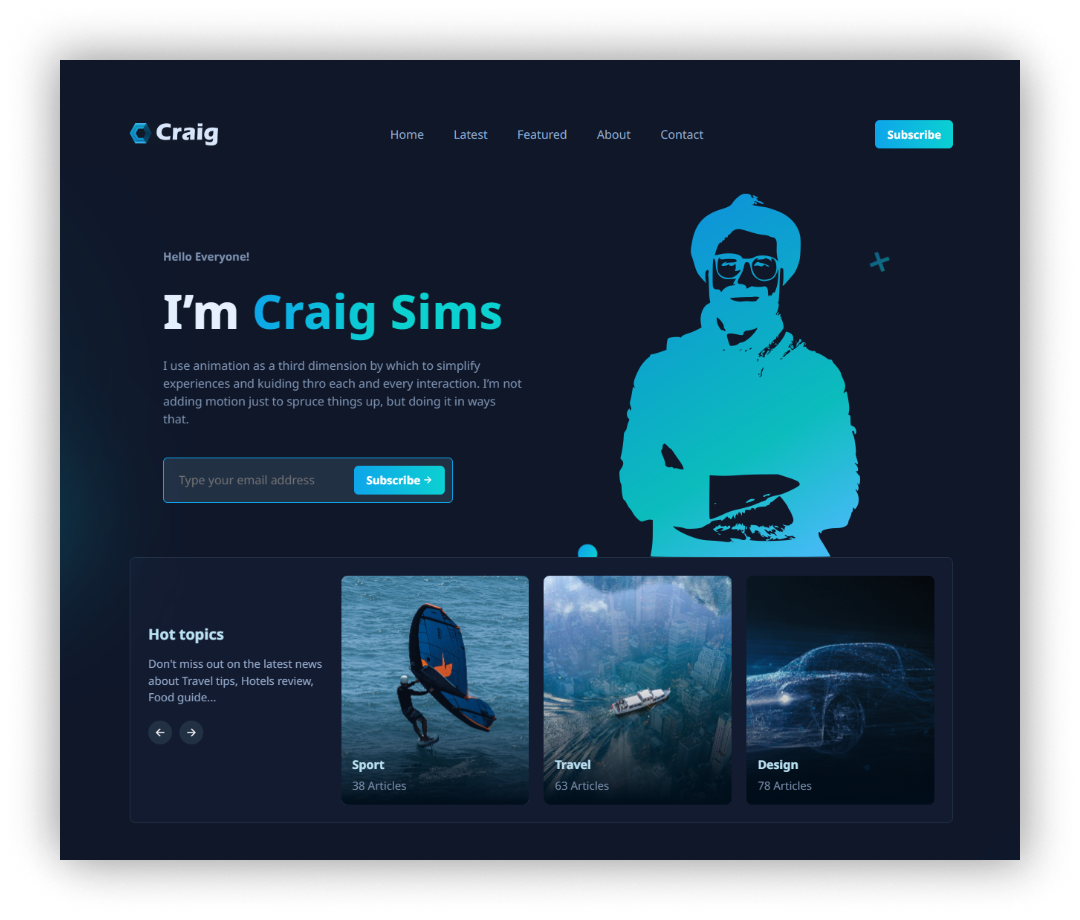 Craig
Home
Latest
Featured
About
Contact
Subscribe
Hello Everyone!
I'm Craig Sims
I use animation as a third dimension by which to simplify
experiences and kuiding thro each and every interaction. I'm not
adding motion just to spruce things up, but doing it in ways
that.
Type your email address
Subscribe →
Hot topics
Don't miss out on the latest news
about Travel tips, Hotels review,
Food guide...
Sport
38 Articles
Travel
63 Articles
Design
78 Articles